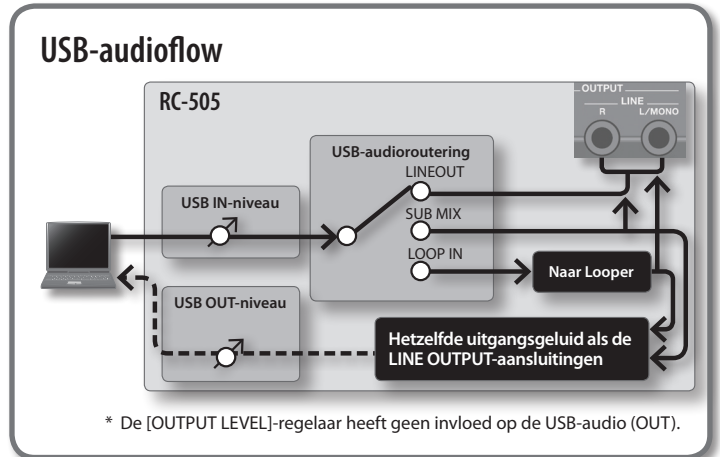 USB-audioflow
RC-505
OUTPUT
LINE
R L/MONO
USB-audioroutering
LINEOUT
USB IN-niveau
SUB MIX
LOOP IN
Naar Looper
USB OUT-niveau
Hetzelfde uitgangsgeluid als de
LINE OUTPUT-aansluitingen
* De [OUTPUT LEVEL]-regelaar heeft geen invloed op de USB-audio (OUT).